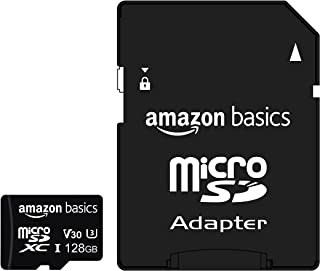 amazon basics
micro
SD
Adapter
amazon basics
micro
SD
XC I V30 U3
128GB